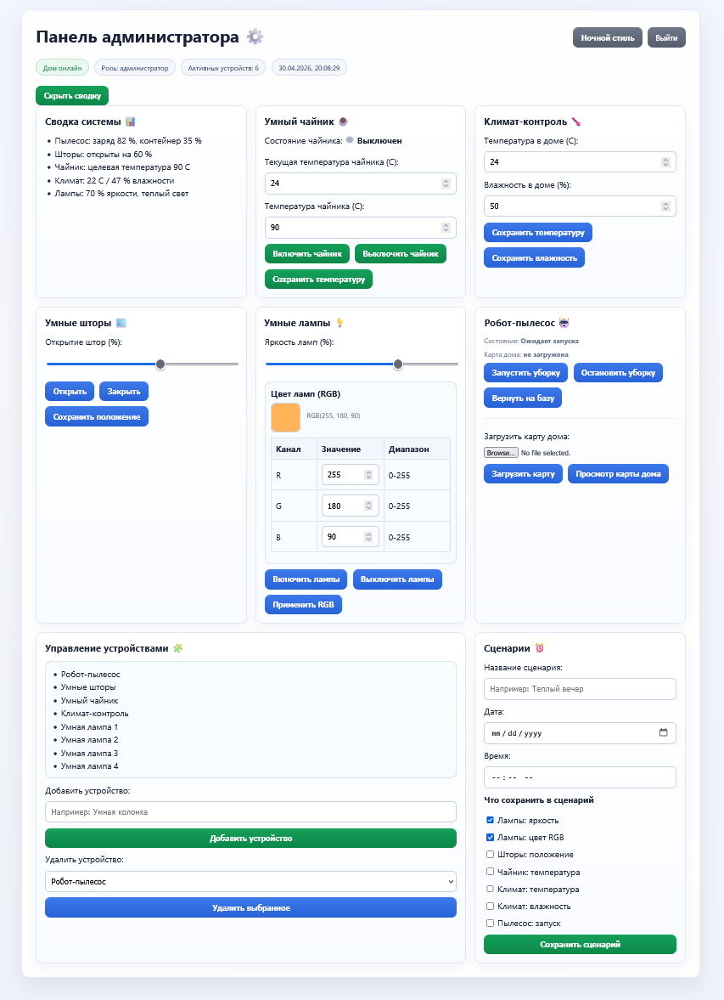 Панель администратора
Ночной стиль
Выйти
Дом онлайн
Роль: администратор
Активных устройств: 6
30.04.2026, 20:08:29
Скрыть сводку
Сводка системы
Пылесос: заряд 82 %, контейнер 35 %
Шторы: открыты на 60 %
Чайник: целевая температура 90 C
Климат: 22 C / 47 % влажности
Лампы: 70 % яркости, теплый свет
Умный чайник
Состояние чайника: Выключен
Текущая температура чайника (C):
24
Температура чайника (C):
90
Включить чайник
Выключить чайник
Сохранить температуру
Климат-контроль
Температура в доме (C):
24
Влажность в доме (%):
50
Сохранить температуру
Сохранить влажность
Умные шторы
Открытие штор (%):
Открыть
Закрыть
Сохранить положение
Умные лампы
Яркость ламп (%):
Цвет ламп (RGB)
RGB(255, 180, 90)
Канал Значение Диапазон
R 255 0-255
G 180 0-255
B 90 0-255
Включить лампы
Выключить лампы
Применить RGB
Робот-пылесос
Состояние: Ожидает запуска
Карта дома: не загружена
Запустить уборку
Остановить уборку
Вернуть на базу
Загрузить карту дома:
Browse... No file selected.
Загрузить карту
Просмотр карты дома
Управление устройствами
Робот-пылесос
Умные шторы
Умный чайник
Климат-контроль
Умная лампа 1
Умная лампа 2
Умная лампа 3
Умная лампа 4
Добавить устройство:
Например: Умная колонка
Добавить устройство
Удалить устройство:
Робот-пылесос
Удалить выбранное
Сценарии
Название сценария:
Например: Теплый вечер
Дата:
mm / dd / yyyy
Время:
-- : -- --
Что сохранить в сценарий
Лампы: яркость
Лампы: цвет RGB
Шторы: положение
Чайник: температура
Климат: температура
Климат: влажность
Пылесос: запуск
Сохранить сценарий